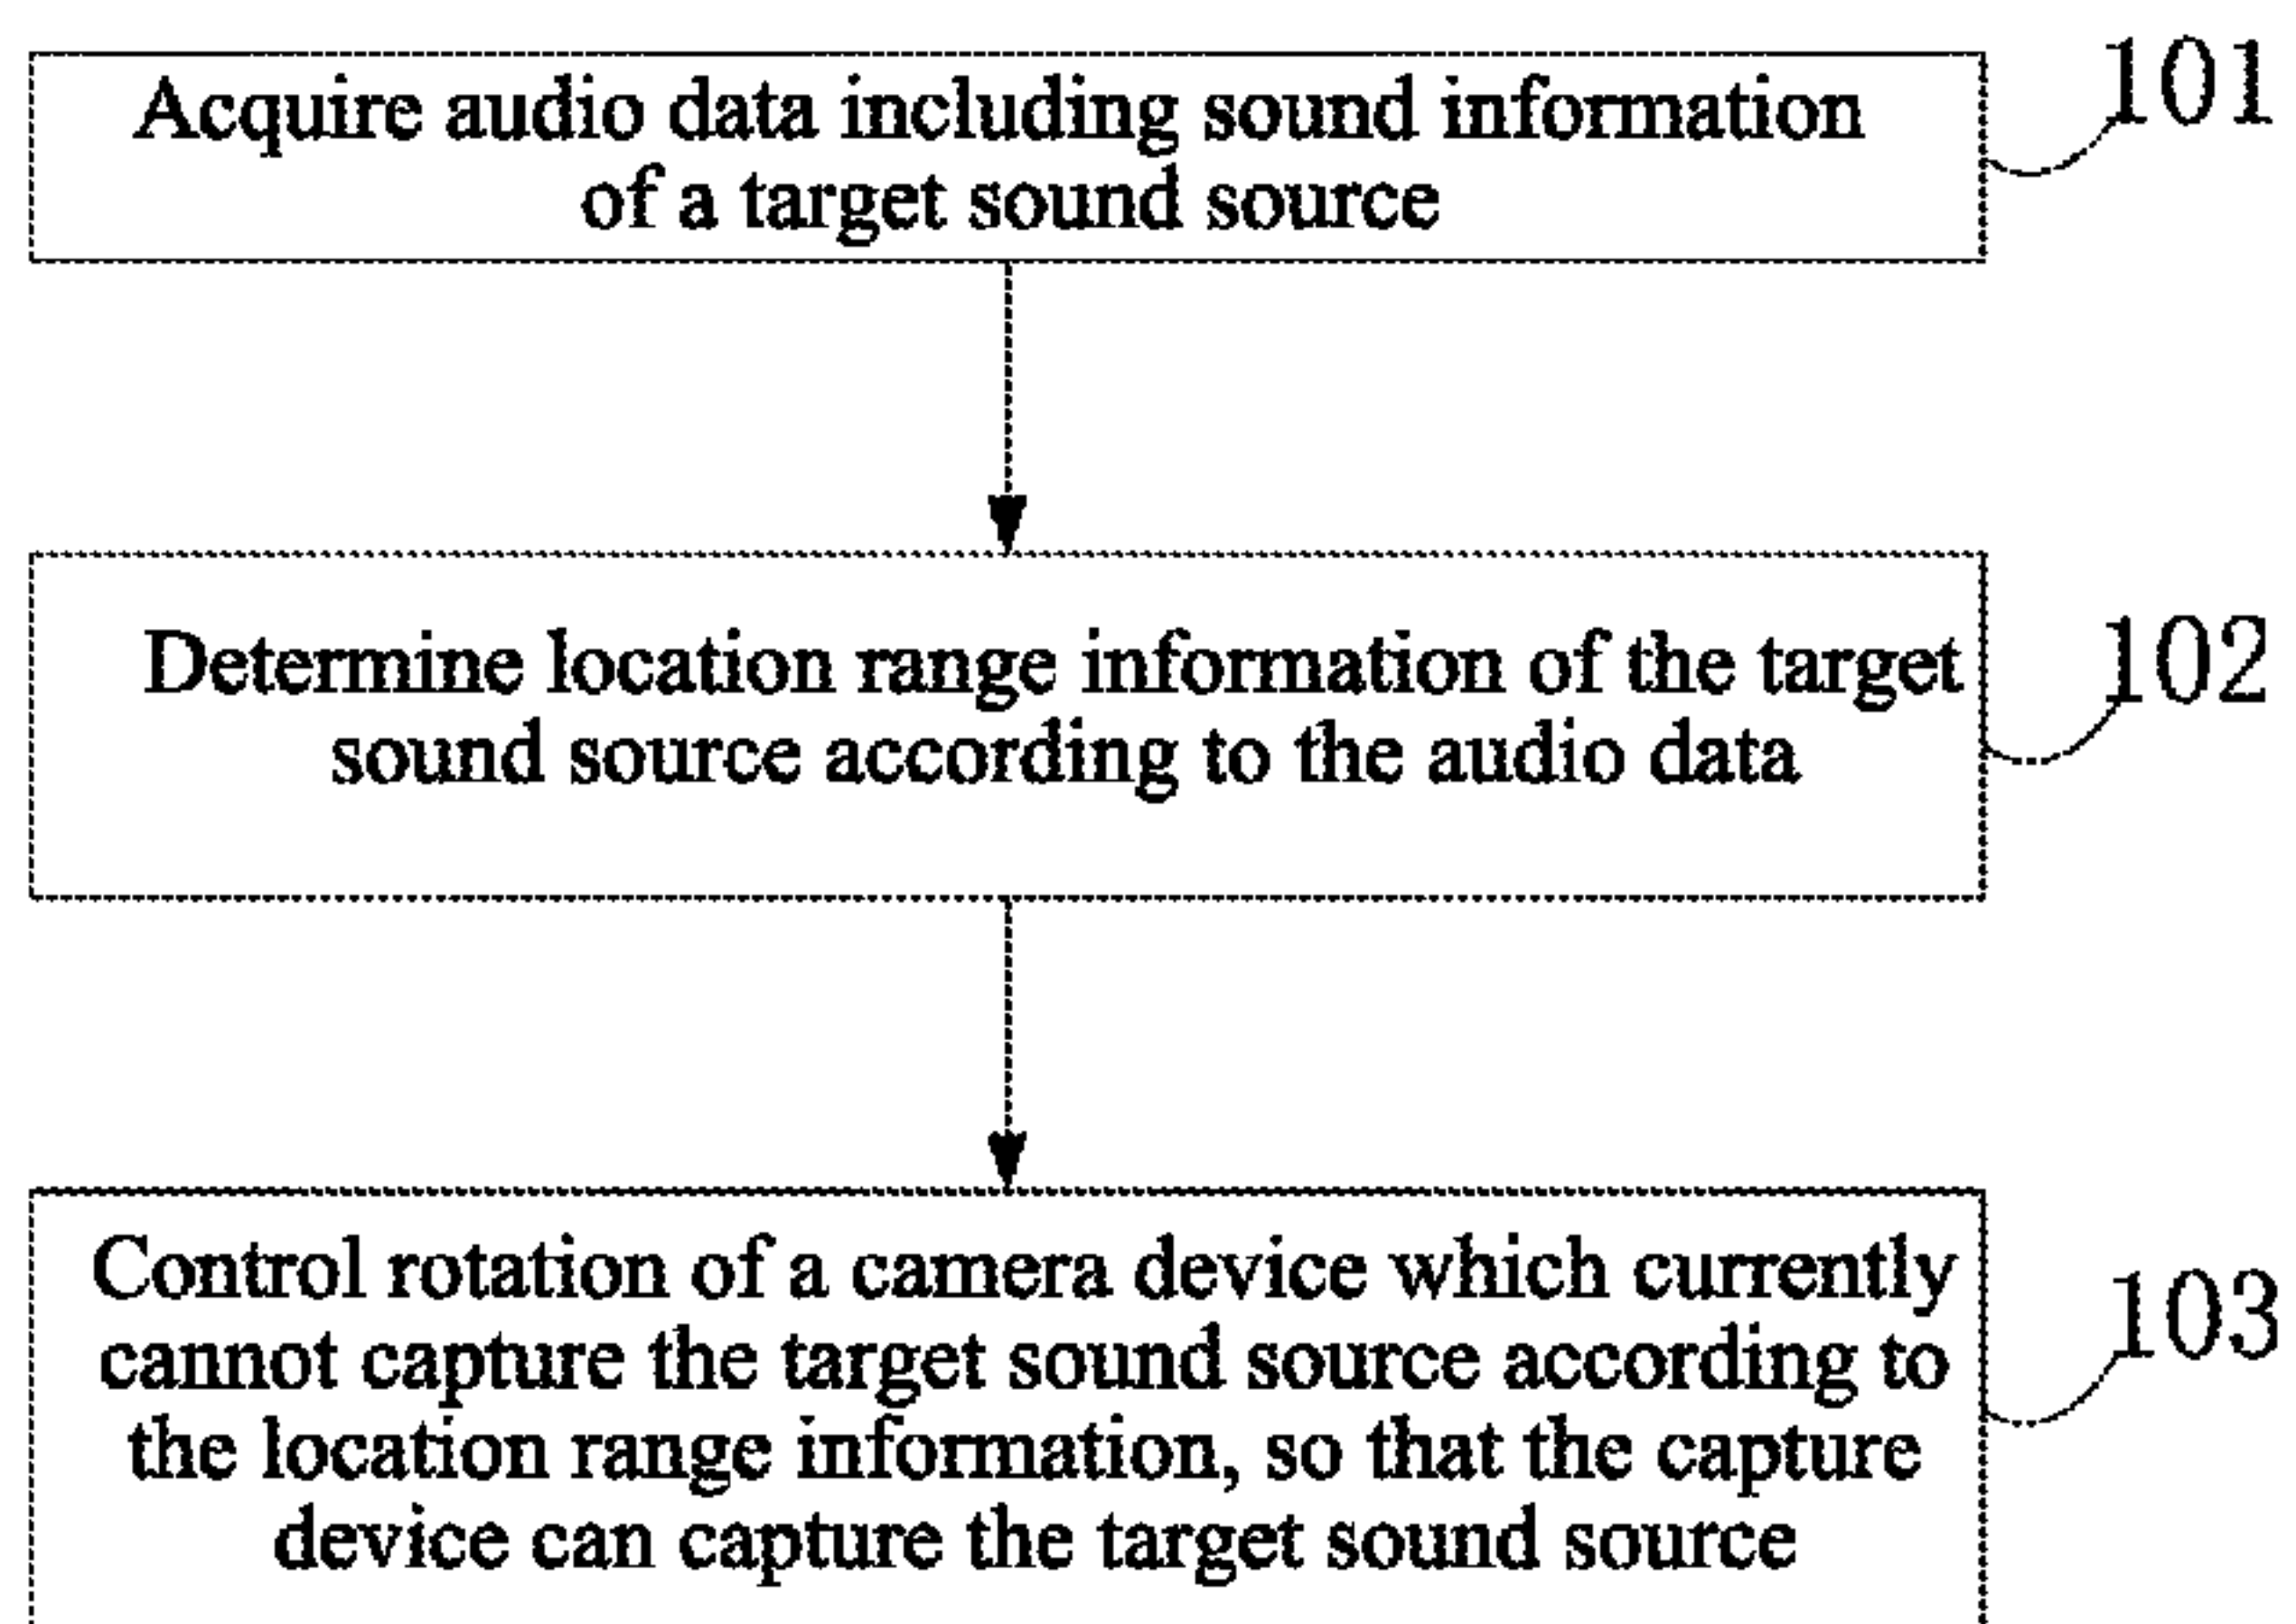 Acquire audio data including sound information
of a target sound source
101
Determine location range information of the target
sound source according to the audio data
102
Control rotation of a camera device which currently
cannot capture the target sound source according to
the location range information, so that the capture
device can capture the target sound source
103